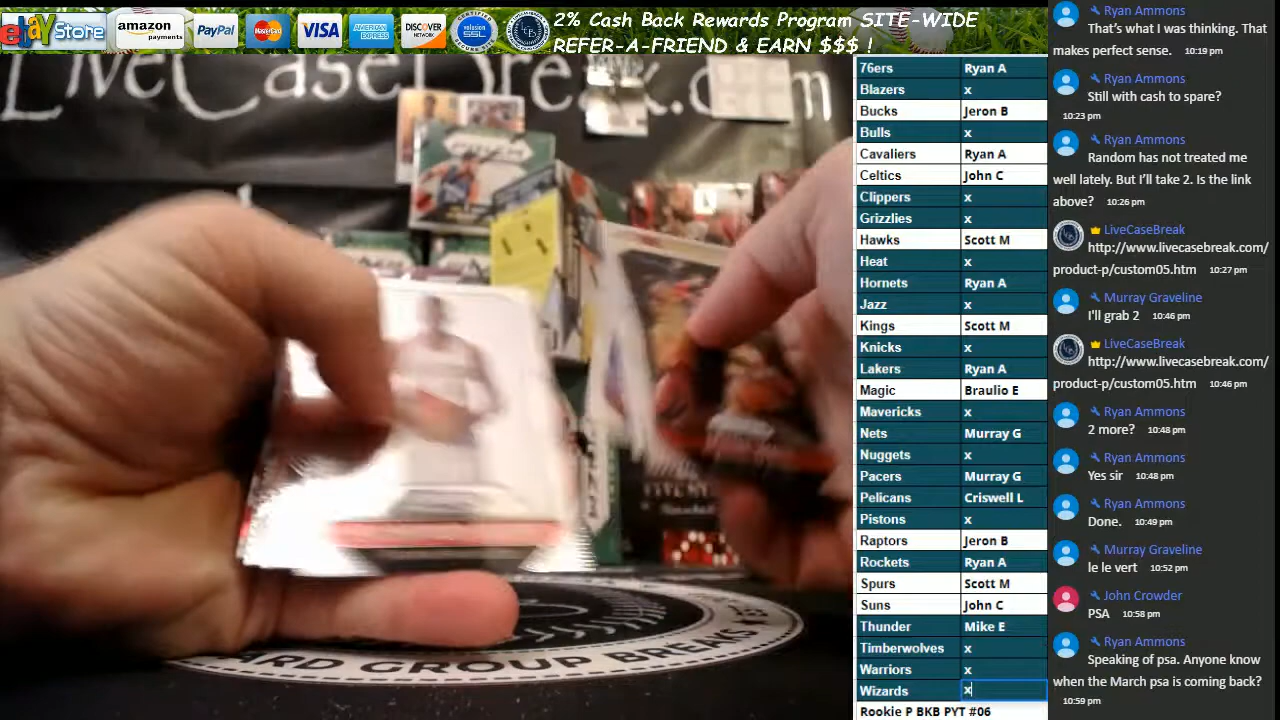 ebay Store
amazon payments
PayPal
MasterCard
VISA
AMERICAN EXPRESS
DISCOVER NETWORK
SSL
2% Cash Back Rewards Program SITE-WIDE
REFER-A-FRIEND & EARN $$$ !
LiveCaseBreak.com
PRIZM
CARD GROUP BREAKS
76ers Ryan A
Blazers x
Bucks Jeron B
Bulls x
Cavaliers Ryan A
Celtics John C
Clippers x
Grizzlies x
Hawks Scott M
Heat x
Hornets Ryan A
Jazz x
Kings Scott M
Knicks x
Lakers Ryan A
Magic Braulio E
Mavericks x
Nets Murray G
Nuggets x
Pacers Murray G
Pelicans Criswell L
Pistons x
Raptors Jeron B
Rockets Ryan A
Spurs Scott M
Suns John C
Thunder Mike E
Timberwolves x
Warriors x
Wizards x
Rookie P BKB PYT #06
Ryan Ammons
That's what I was thinking. That
makes perfect sense. 10:19 pm
Ryan Ammons
Still with cash to spare?
10:23 pm
Ryan Ammons
Random has not treated me
well lately. But I'll take 2. Is the link
above? 10:26 pm
LiveCaseBreak
http://www.livecasebreak.com/
product-p/custom05.htm 10:27 pm
Murray Graveline
I'll grab 2 10:46 pm
LiveCaseBreak
http://www.livecasebreak.com/
product-p/custom05.htm 10:46 pm
Ryan Ammons
2 more? 10:48 pm
Ryan Ammons
Yes sir 10:48 pm
Ryan Ammons
Done. 10:49 pm
Murray Graveline
le le vert 10:52 pm
John Crowder
PSA 10:58 pm
Ryan Ammons
Speaking of psa. Anyone know
when the March psa is coming back?
10:59 pm